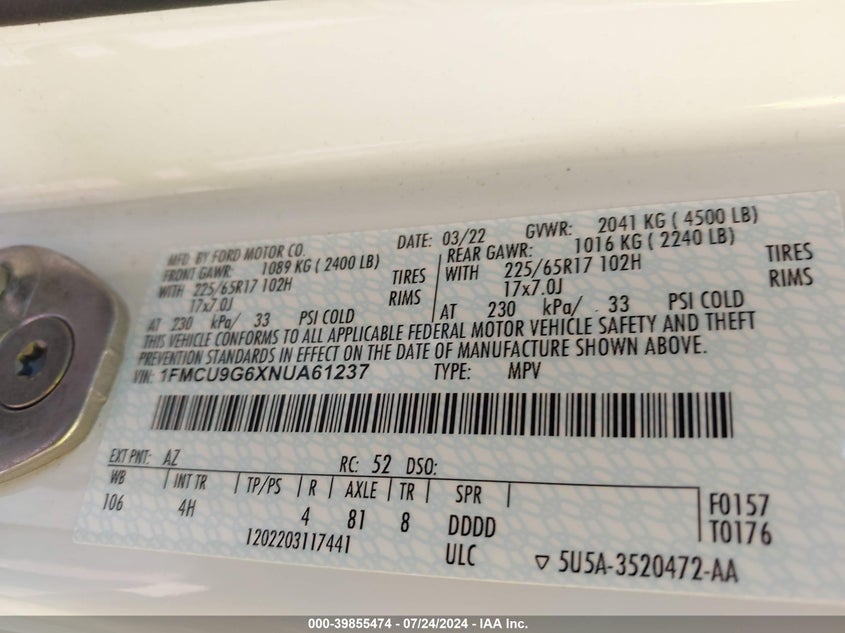 MFD. BY FORD MOTOR CO. DATE: 03/22 GVWR: 2041 KG ( 4500 LB)
FRONT GAWR: 1089 KG ( 2400 LB) REAR GAWR: 1016 KG ( 2240 LB)
WITH 225/65R17 102H TIRES WITH 225/65R17 102H TIRES
17x7.0J RIMS 17x7.0J RIMS
AT 230 kPa/ 33 PSI COLD AT 230 kPa/ 33 PSI COLD
THIS VEHICLE CONFORMS TO ALL APPLICABLE FEDERAL MOTOR VEHICLE SAFETY AND THEFT
PREVENTION STANDARDS IN EFFECT ON THE DATE OF MANUFACTURE SHOWN ABOVE.
VIN: 1FMCU9G6XNUA61237 TYPE: MPV
EXT PNT: AZ RC: 52 DSO:
WB INT TR TP/PS R AXLE TR SPR F0157
106 4H 4 81 8 DDDD T0176
1202203117441 ULC 5U5A-3520472-AA
000-39855474 - 07/24/2024 - IAA Inc.